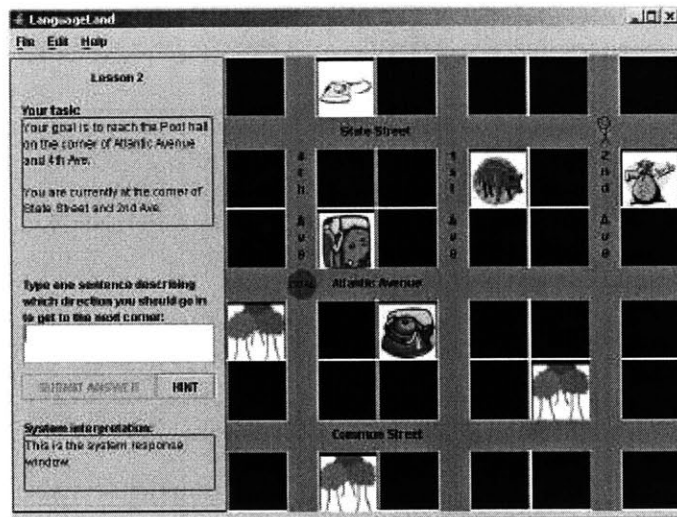 LanguageLand
File Edit Help
Lesson 2
Your task:
Your goal is to reach the Pool hall
on the corner of Atlantic Avenue
and 4th Ave.
You are currently at the corner of
State Street and 2nd Ave.
Type one sentence describing
which direction you should go in
to get to the next corner:
SUBMIT ANSWER HINT
System interpretation:
This is the system response
window.
State Street
1st Ave
2nd Ave
Atlantic Avenue
Common Street